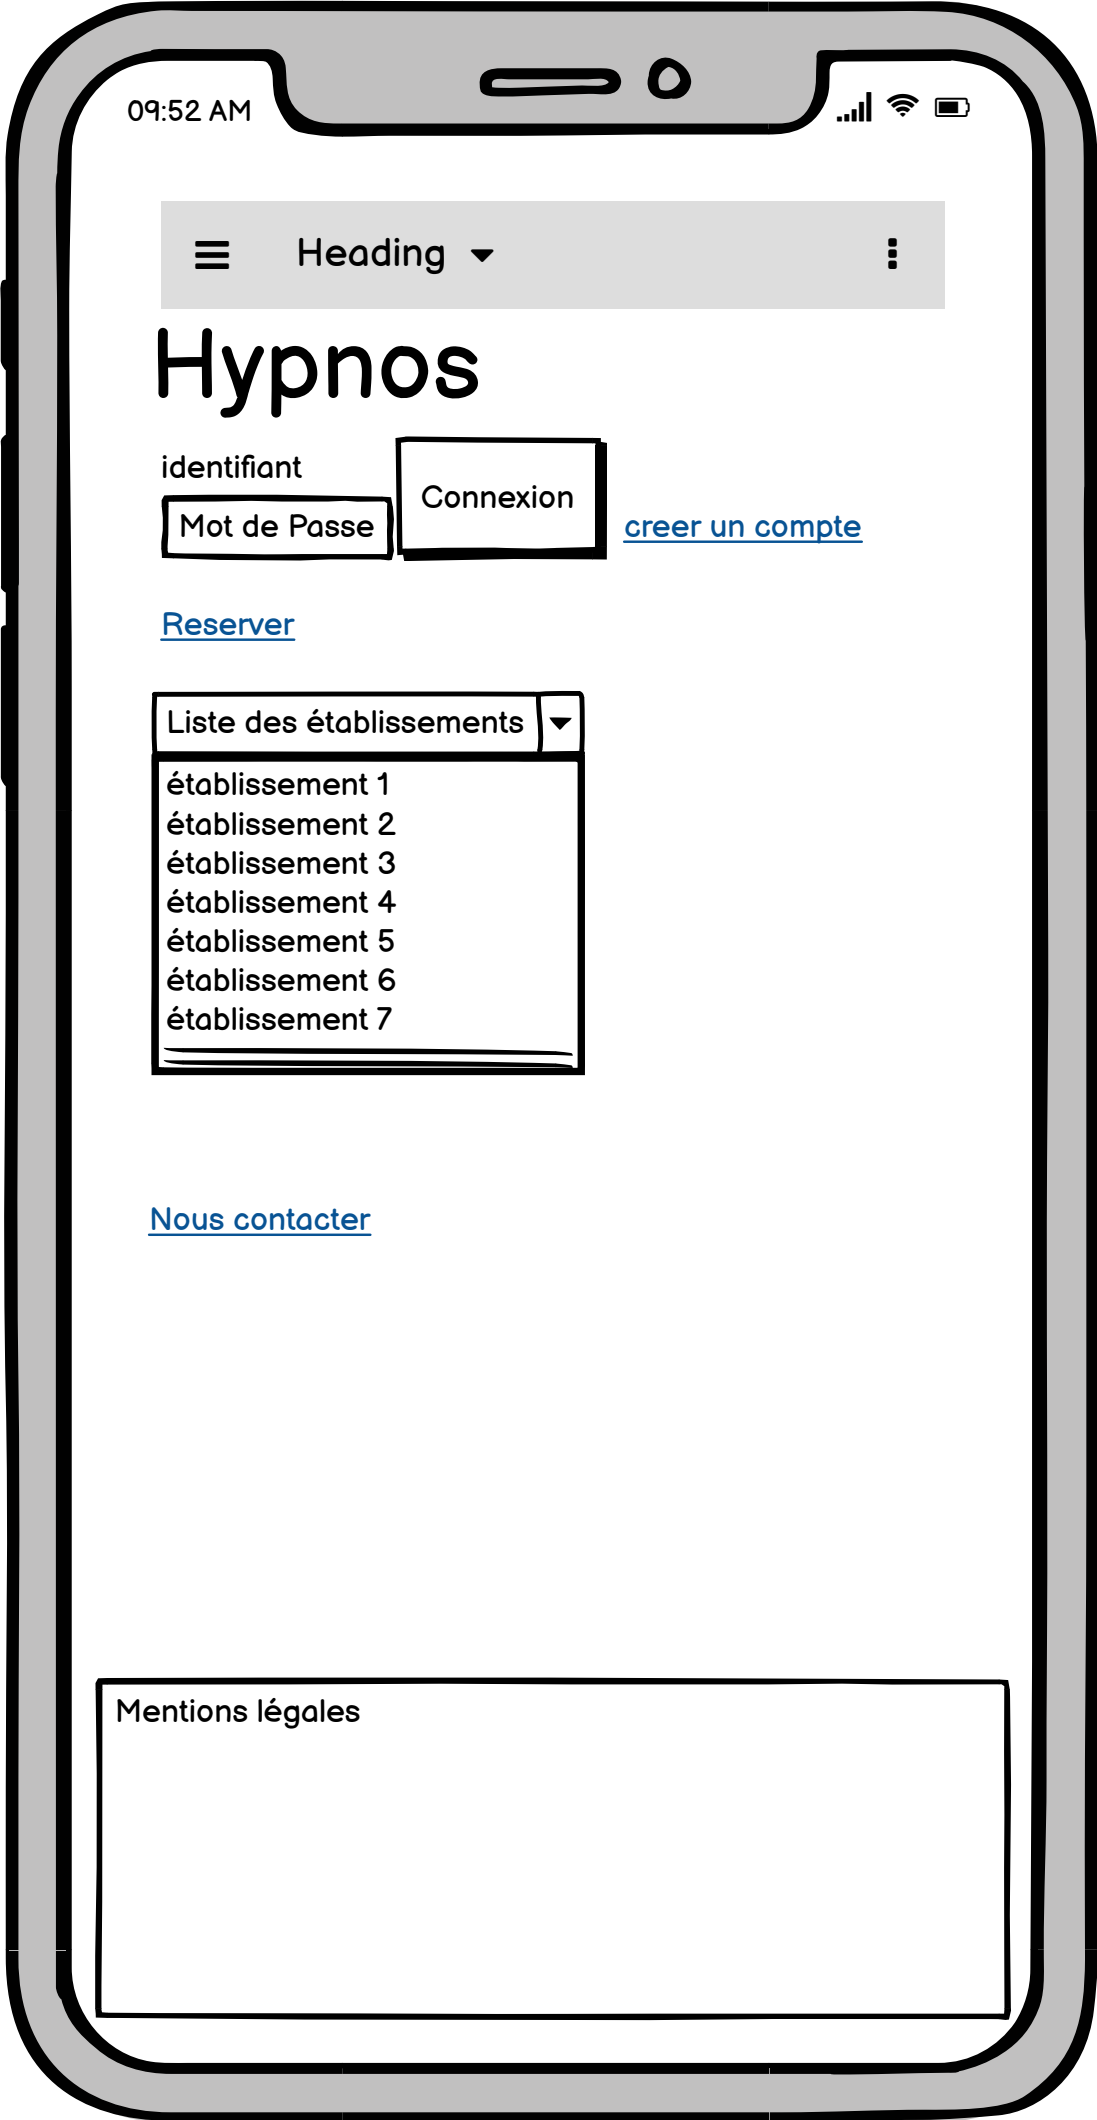 09:52 AM
Heading
Hypnos
identifiant
Connexion
Mot de Passe
creer un compte
Reserver
Liste des établissements
établissement 1
établissement 2
établissement 3
établissement 4
établissement 5
établissement 6
établissement 7
Nous contacter
Mentions légales